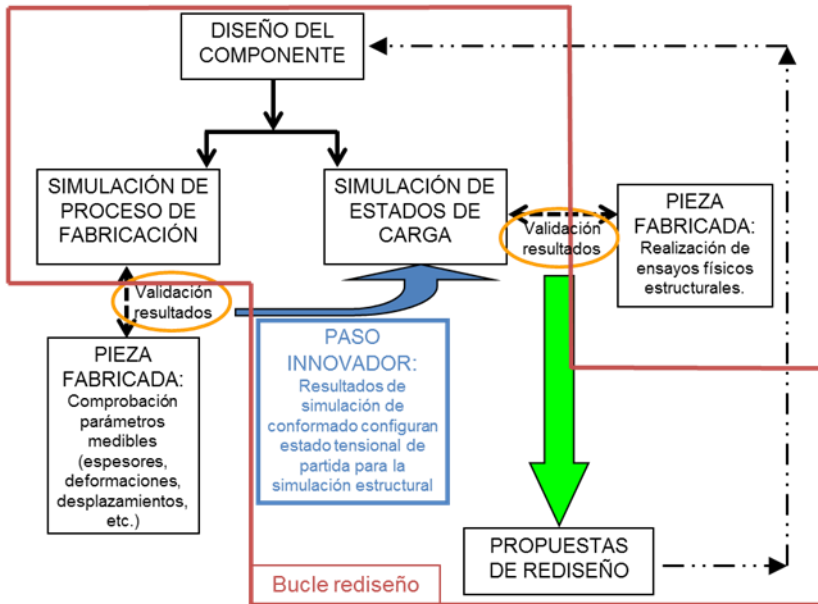 DISEÑO DEL
COMPONENTE
SIMULACIÓN DE
PROCESO DE
FABRICACIÓN
SIMULACIÓN DE
ESTADOS DE
CARGA
Validación
resultados
PIEZA
FABRICADA:
Realización de
ensayos físicos
estructurales.
Validación
resultados
PIEZA
FABRICADA:
Comprobación
parámetros
medibles
(espesores,
deformaciones,
desplazamientos,
etc.)
PASO
INNOVADOR:
Resultados de
simulación de
conformado configuran
estado tensional de
partida para la
simulación estructural
PROPUESTAS
DE REDISEÑO
Bucle rediseño